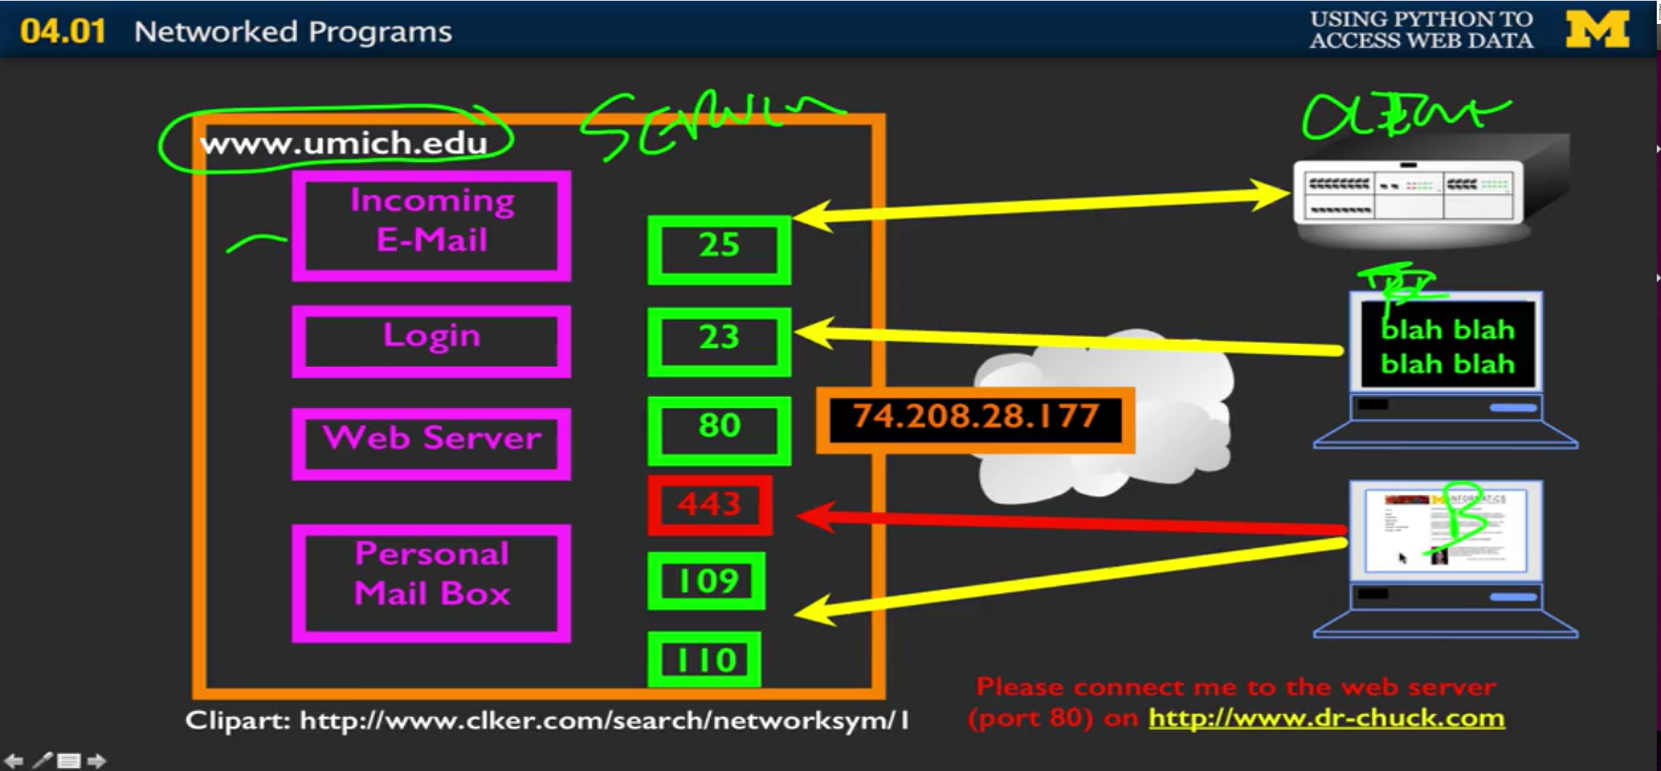 04.01 Networked Programs
USING PYTHON TO
ACCESS WEB DATA
M
www.umich.edu
Server
Client
Incoming
E-Mail
25
Login
23
blah blah
blah blah
Web Server
80
74.208.28.177
443
Personal
Mail Box
109
110
B
Please connect me to the web server
(port 80) on http://www.dr-chuck.com
Clipart: http://www.clker.com/search/networksym/1